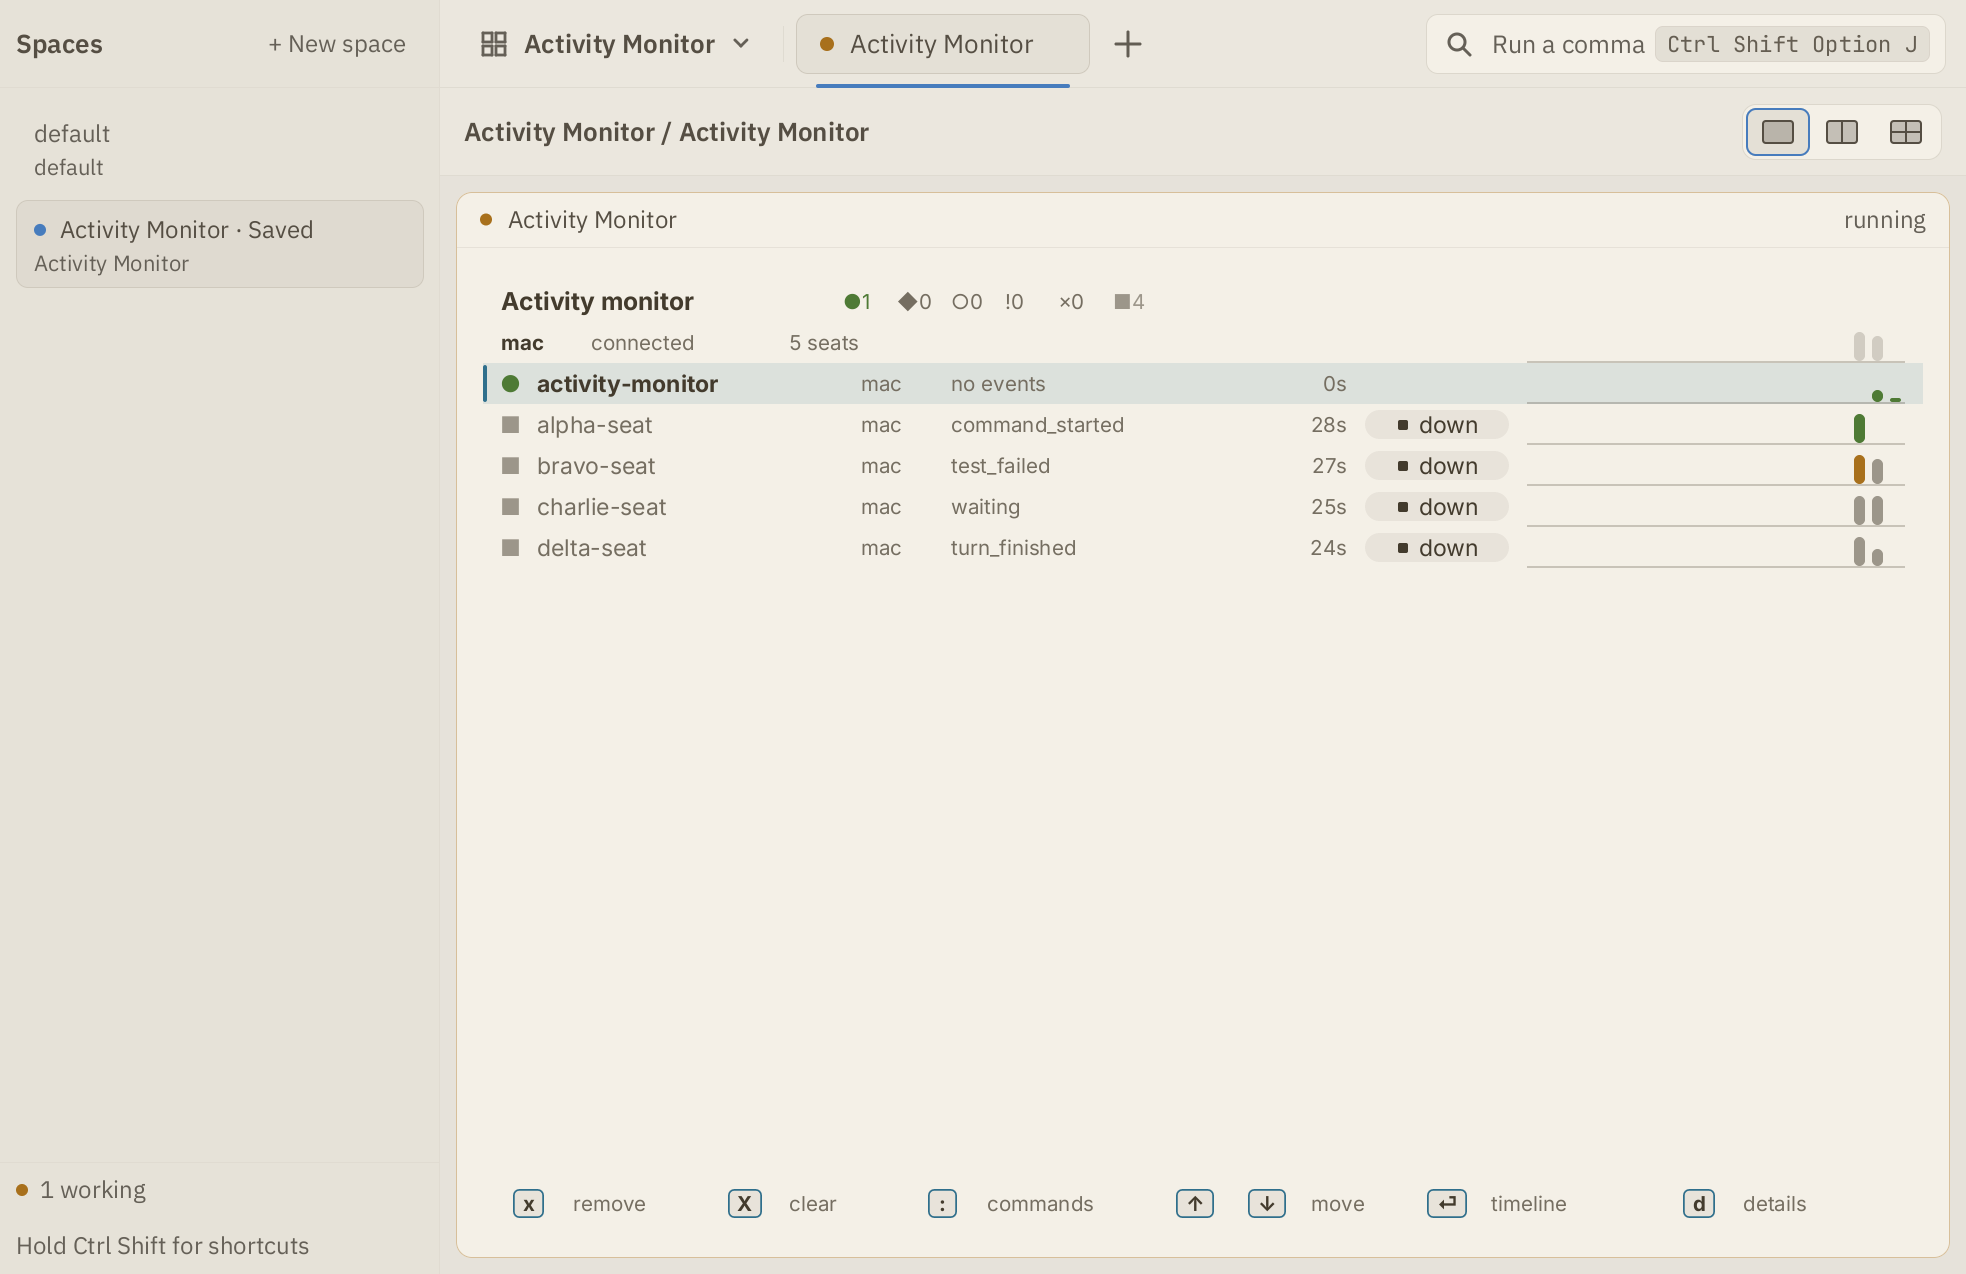 Spaces
+ New space
Activity Monitor
Activity Monitor
Run a comma
Ctrl Shift Option J
default
default
Activity Monitor · Saved
Activity Monitor
Activity Monitor / Activity Monitor
Activity Monitor
running
Activity monitor
1 0 0 !0 ×0 4
mac connected 5 seats
activity-monitor mac no events 0s
alpha-seat mac command_started 28s down
bravo-seat mac test_failed 27s down
charlie-seat mac waiting 25s down
delta-seat mac turn_finished 24s down
x remove X clear : commands ↑ ↓ move ↵ timeline d details
1 working
Hold Ctrl Shift for shortcuts